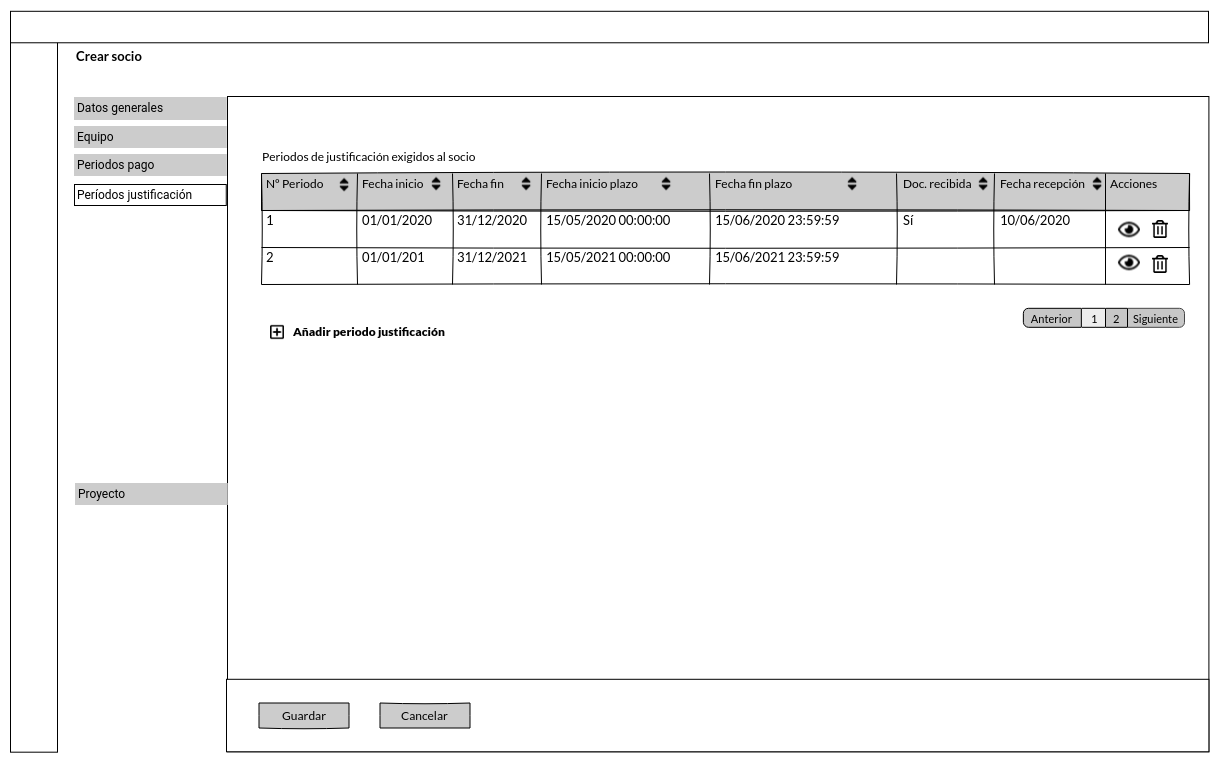 Crear socio
Datos generales
Equipo
Periodos pago
Períodos justificación
Proyecto
Periodos de justificación exigidos al socio
Nº Periodo Fecha inicio Fecha fin Fecha inicio plazo Fecha fin plazo Doc. recibida Fecha recepción Acciones
1 01/01/2020 31/12/2020 15/05/2020 00:00:00 15/06/2020 23:59:59 Sí 10/06/2020
2 01/01/201 31/12/2021 15/05/2021 00:00:00 15/06/2021 23:59:59
Anterior 1 2 Siguiente
Añadir periodo justificación
Guardar Cancelar